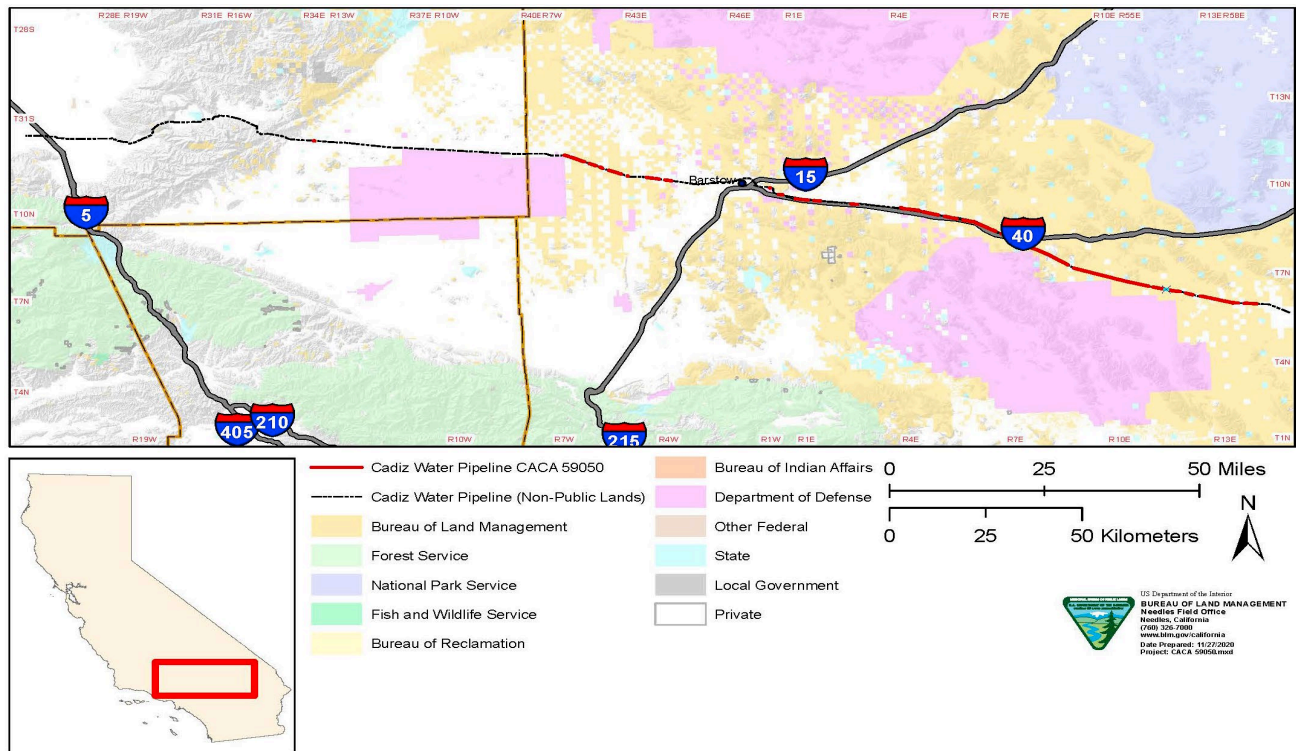 R28E R19W R31E R16W R34E R13W R37E R10W R40E R7W R43E R46E R1E R4E R7E R10E R55E R13E R58E
T28S
T13N
T31S
Barstow
15
T10N
T10N
5
40
T7N
T7N
T4N
T4N
405 210 215
R19W R10W R7W R4W R1W R1E R4E R7E R10E R13E T1N
Cadiz Water Pipeline CACA 59050
Cadiz Water Pipeline (Non-Public Lands)
Bureau of Land Management
Forest Service
National Park Service
Fish and Wildlife Service
Bureau of Reclamation
Bureau of Indian Affairs
Department of Defense
Other Federal
State
Local Government
Private
0 25 50 Miles
0 25 50 Kilometers
N
US Department of the Interior
BUREAU OF LAND MANAGEMENT
Needles Field Office
Needles, California
(760) 326-7000
www.blm.gov/california
Date Prepared: 11/27/2020
Project: CACA 59050.mxd